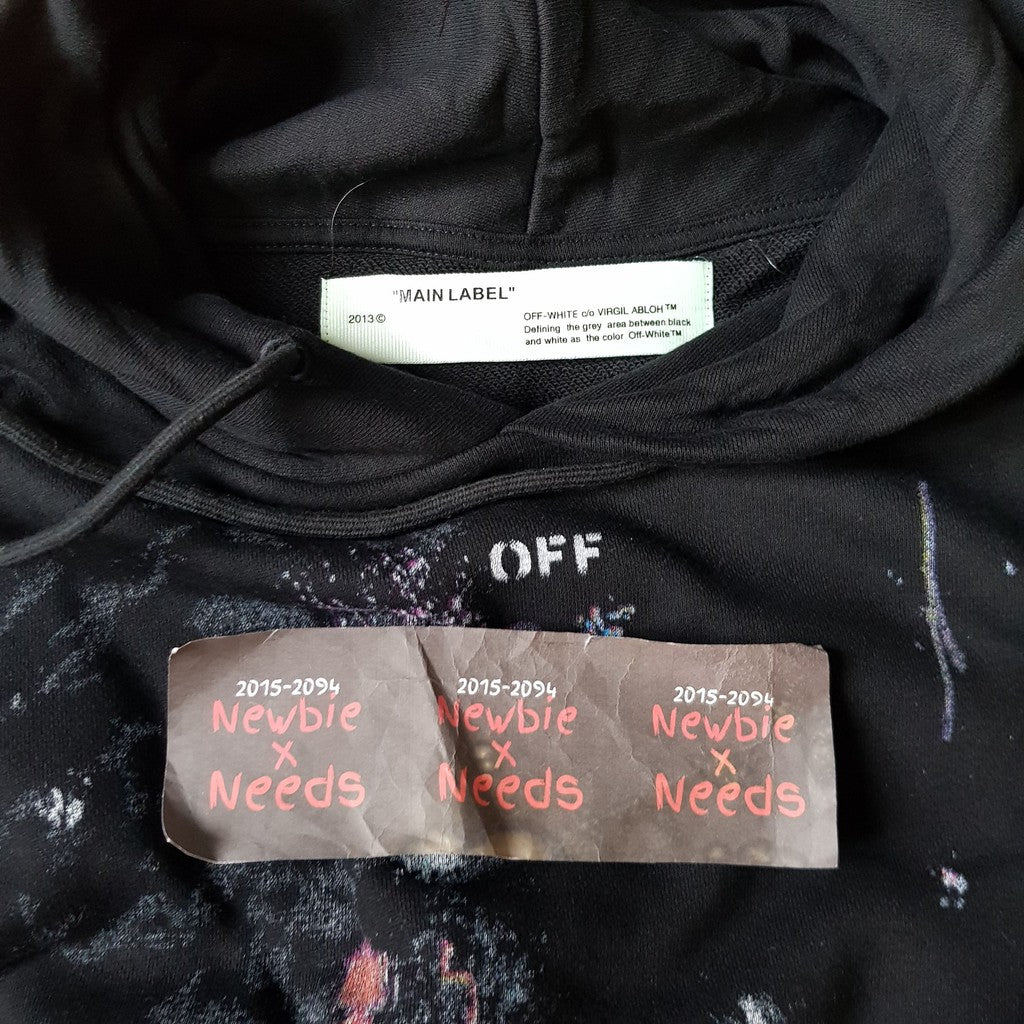 "MAIN LABEL"
2013©
OFF-WHITE c/o VIRGIL ABLOH™
Defining the grey area between black
and white as the color Off-White™
OFF
2015-2094
Newbie
x
Needs
2015-2094
Newbie
x
Needs
2015-2094
Newbie
x
Needs